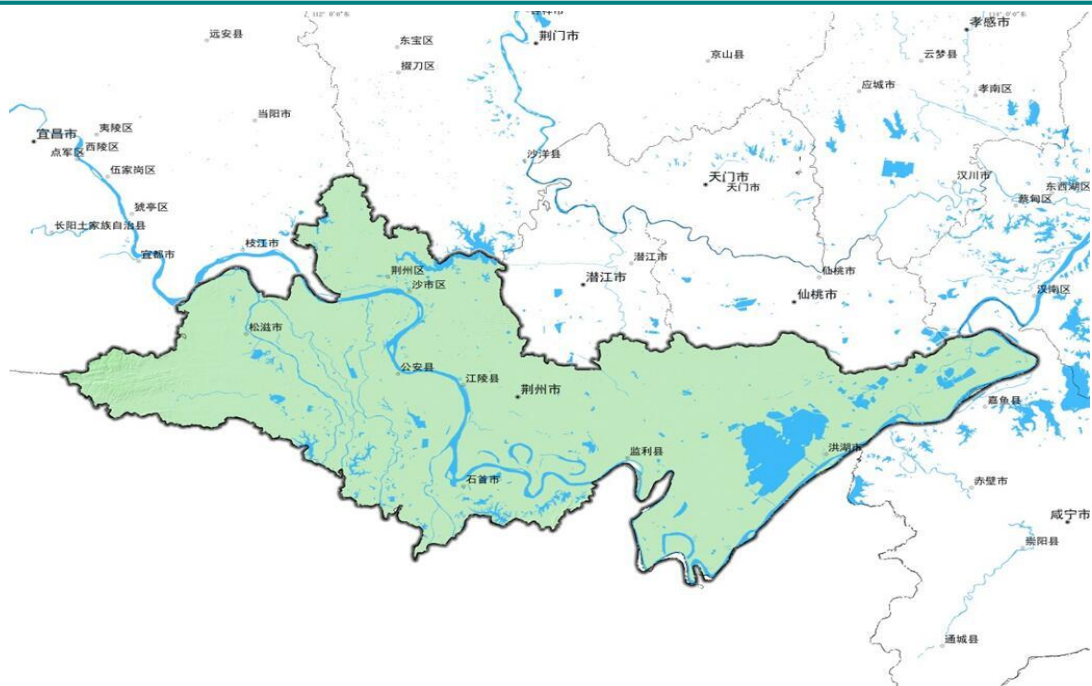 112° 0′0″东
远安县
东宝区
荆门市
掇刀区
京山县
孝感市
云梦县
应城市
孝南区
当阳市
宜昌市
夷陵区
西陵区
点军区
伍家岗区
沙洋县
天门市
天门市
汉川市
东西湖区
蔡甸区
猇亭区
长阳土家族自治县
宜都市
枝江市
荆州区
沙市区
潜江市
潜江市
仙桃市
仙桃市
汉南区
松滋市
公安县
江陵县
荆州市
嘉鱼县
监利县
洪湖市
石首市
赤壁市
咸宁市
崇阳县
通城县